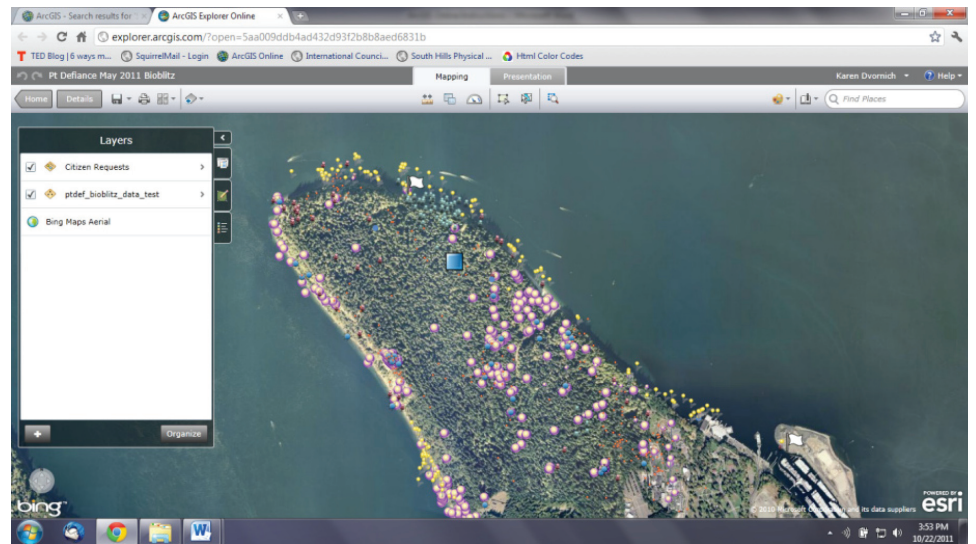 ArcGIS - Search results for
ArcGIS Explorer Online
explorer.arcgis.com/?open=5aa009ddb4ad432d93f2b8b8aed6831b
TED Blog | 6 ways m...
SquirrelMail - Login
ArcGIS Online
International Counci...
South Hills Physical ...
Html Color Codes
Pt Defiance May 2011 Bioblitz
Mapping
Presentation
Karen Dvornich
Help
Home
Details
Find Places
Layers
Citizen Requests
ptdef_bioblitz_data_test
Bing Maps Aerial
Organize
bing
POWERED BY
esri
© 2010 Microsoft Corporation and its data suppliers
W
3:53 PM
10/22/2011